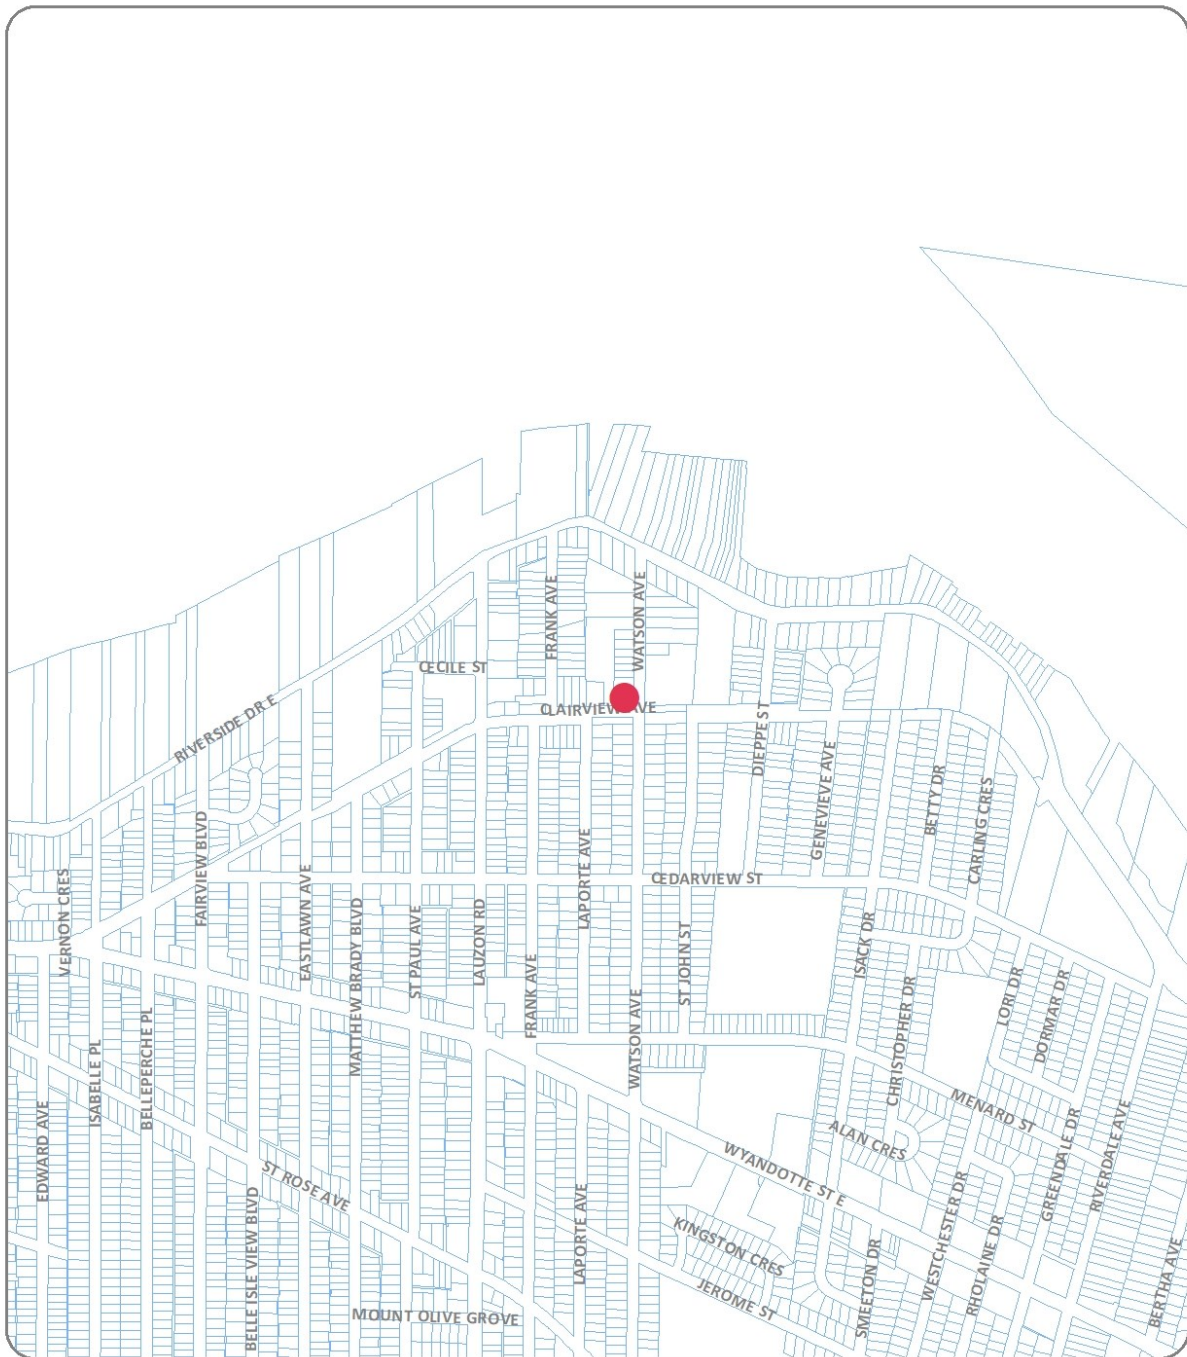 FRANK AVE
WATSON AVE
CECILE ST
CLAIRVIEW AVE
RIVERSIDE DR E
DIEPPE ST
GENEVIEVE AVE
BETTY DR
CARLING CRES
FAIRVIEW BLVD
LAPORTE AVE
CEDARVIEW ST
VERNON CRES
EASTLAWN AVE
MATTHEW BRADY BLVD
ST PAUL AVE
LAUZON RD
FRANK AVE
ST JOHN ST
ISACK DR
WATSON AVE
CHRISTOPHER DR
LORI DR
DORMAR DR
ISABELLE PL
BELLEPERCHE PL
EDWARD AVE
MENARD ST
ALAN CRES
GREENDALE DR
RIVERDALE AVE
WYANDOTTE ST E
ST ROSE AVE
BELLE ISLE VIEW BLVD
LAPORTE AVE
KINGSTON CRES
WESTCHESTER DR
RHOLAINE DR
SMEETON DR
BERTHA AVE
JEROME ST
MOUNT OLIVE GROVE